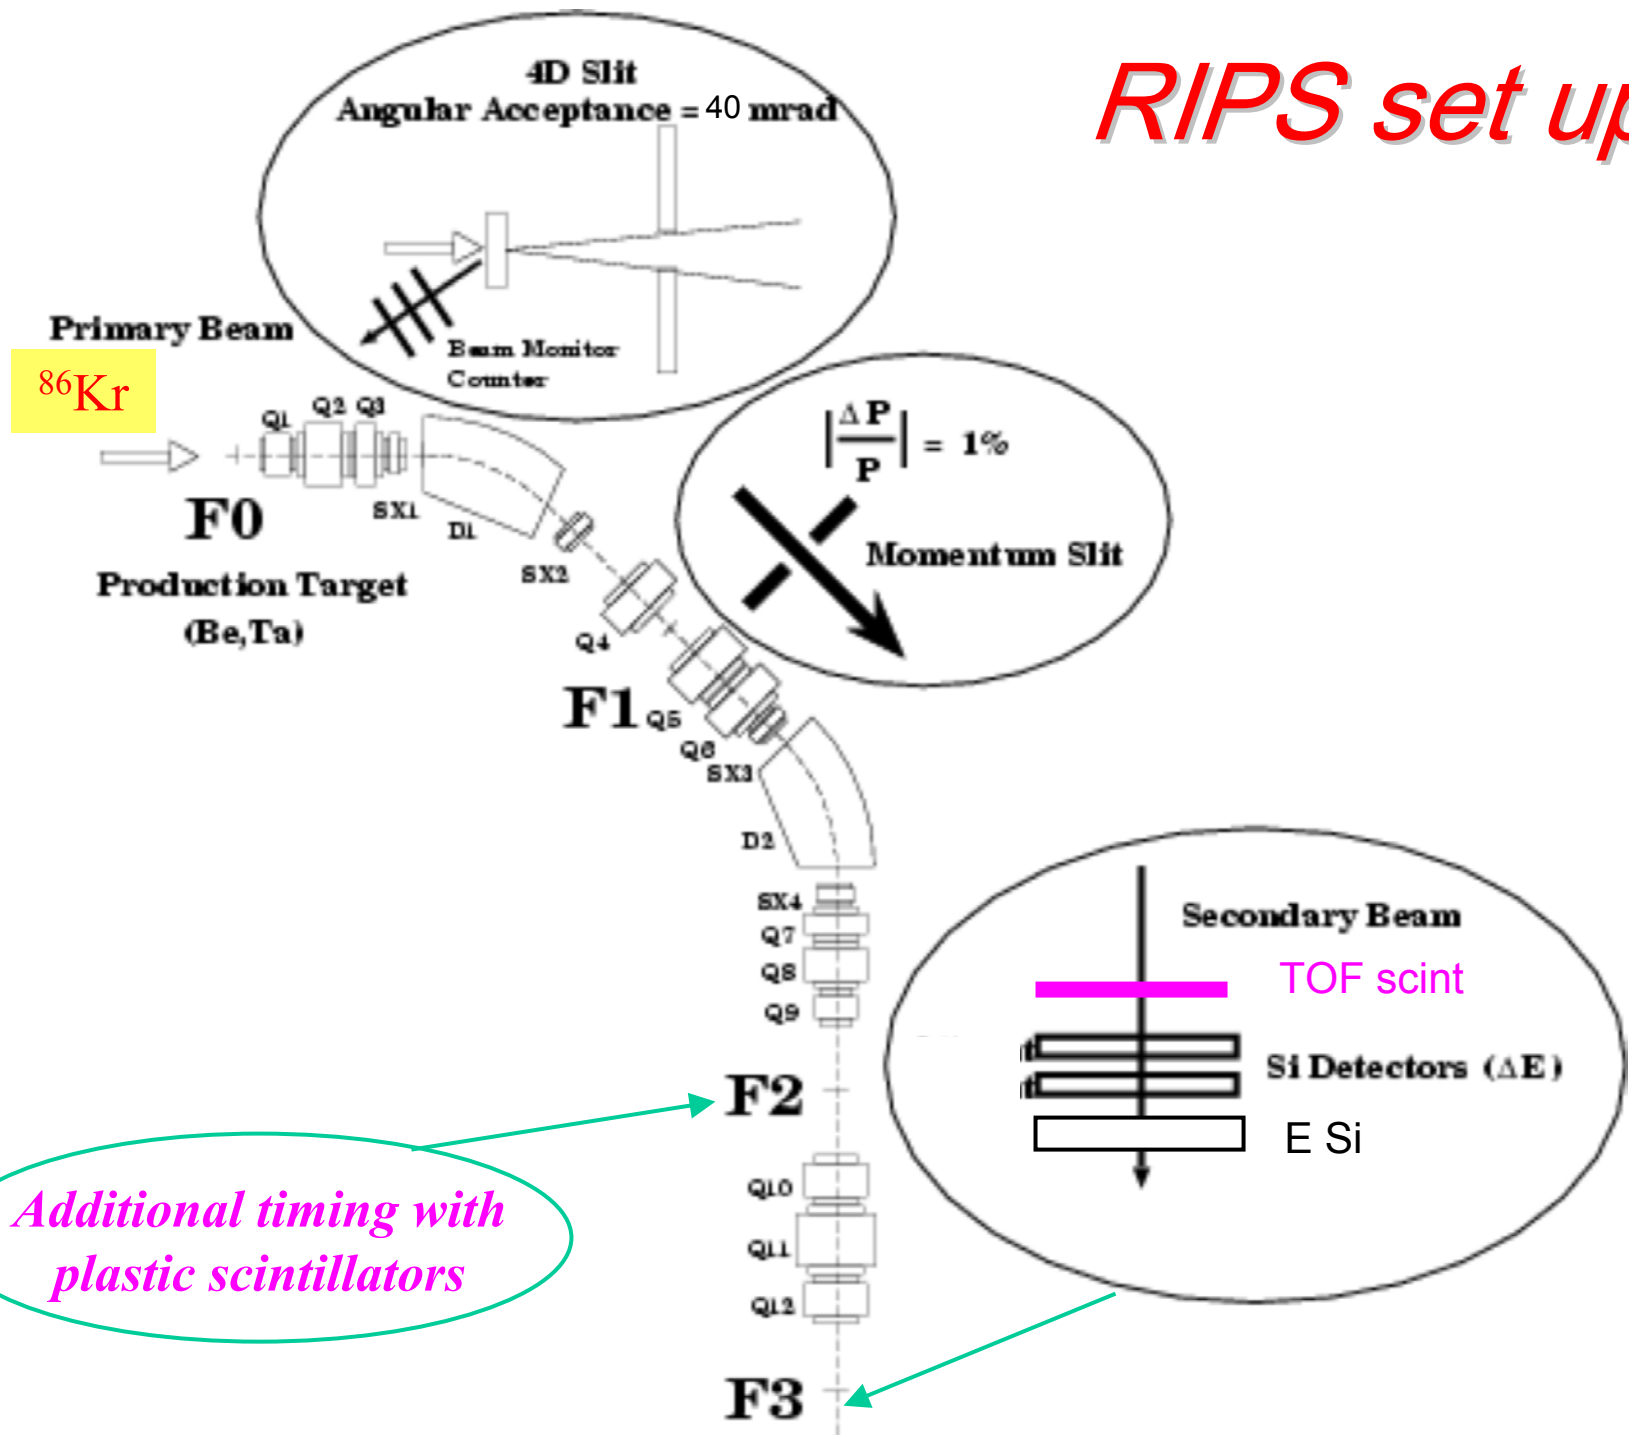 RIPS set up
4D Slit
Angular Acceptance = 40 mrad
Beam Monitor
Counter
Primary Beam
⁸⁶Kr
Q1
Q2
Q3
F0
SX1
D1
Production Target
(Be,Ta)
SX2
Q4
|ΔP/P| = 1%
Momentum Slit
F1
Q5
Q6
SX3
D2
SX4
Q7
Q8
Q9
Secondary Beam
TOF scint
Si Detectors (ΔE)
E Si
F2
Additional timing with
plastic scintillators
Q10
Q11
Q12
F3